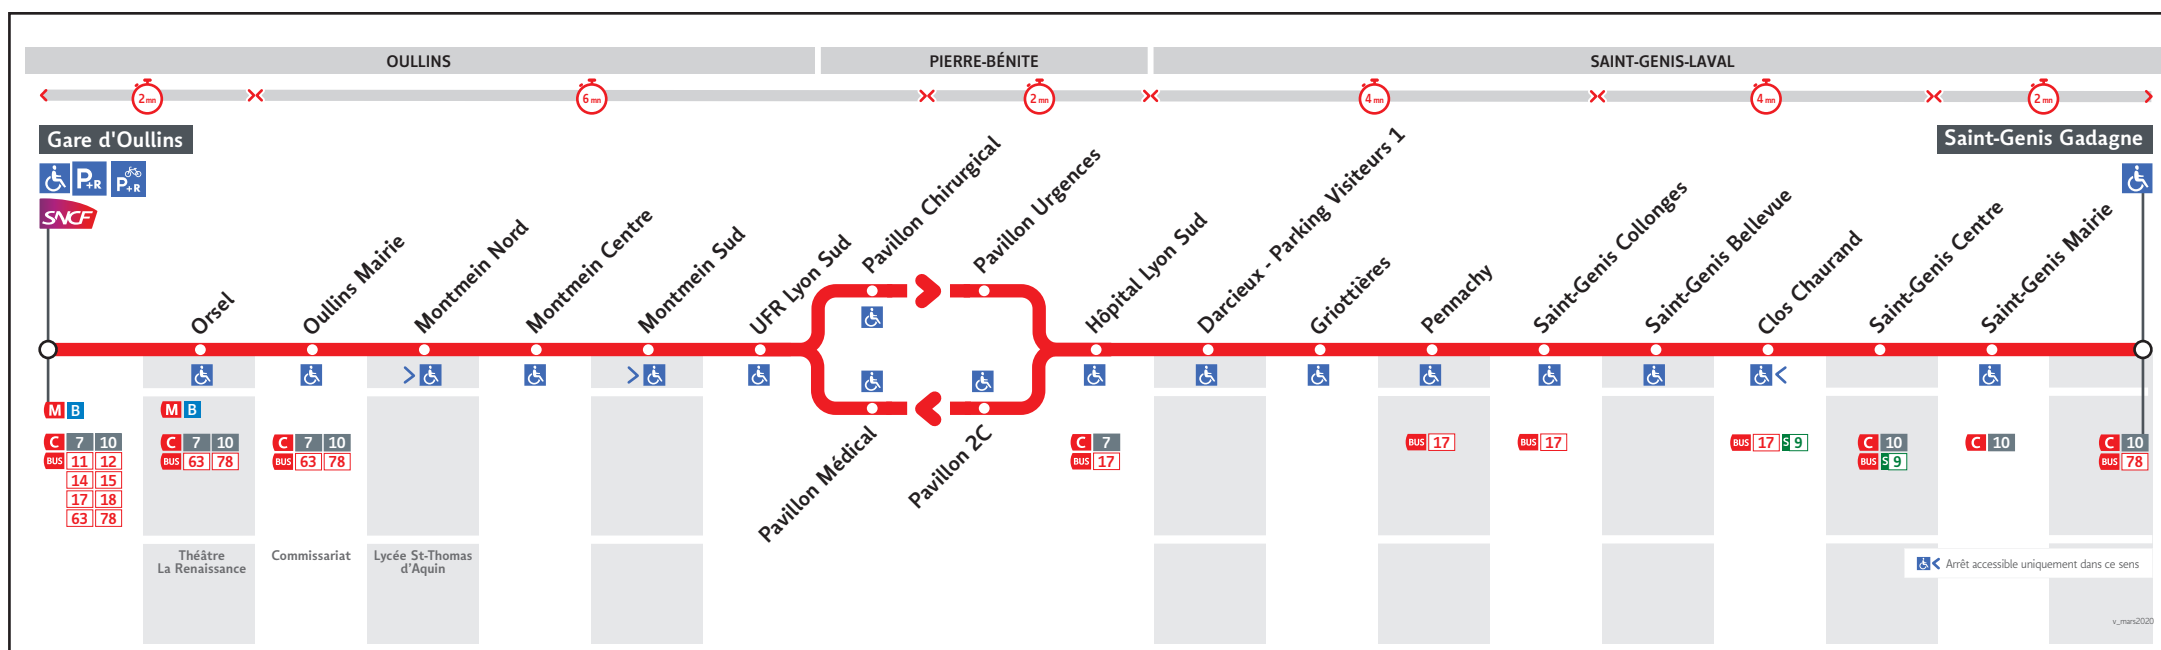 OULLINS
PIERRE-BÉNITE
SAINT-GENIS-LAVAL
2 mn
6 mn
2 mn
4 mn
4 mn
2 mn
Gare d'Oullins
Saint-Genis Gadagne
P+R
P+R
SNCF
Orsel
Oullins Mairie
Montmein Nord
Montmein Centre
Montmein Sud
UFR Lyon Sud
Pavillon Chirurgical
Pavillon Urgences
Pavillon Médical
Pavillon 2C
Hôpital Lyon Sud
Darcieux - Parking Visiteurs 1
Griottières
Pennachy
Saint-Genis Collonges
Saint-Genis Bellevue
Clos Chaurand
Saint-Genis Centre
Saint-Genis Mairie
M B
C 7 10
BUS 11 12
14 15
17 18
63 78
M B
C 7 10
BUS 63 78
C 7 10
BUS 63 78
C 7
BUS 17
BUS 17
BUS 17
BUS 17 S 9
C 10
BUS S 9
C 10
C 10
BUS 78
Théâtre
La Renaissance
Commissariat
Lycée St-Thomas
d'Aquin
Arrêt accessible uniquement dans ce sens
v_mars2020